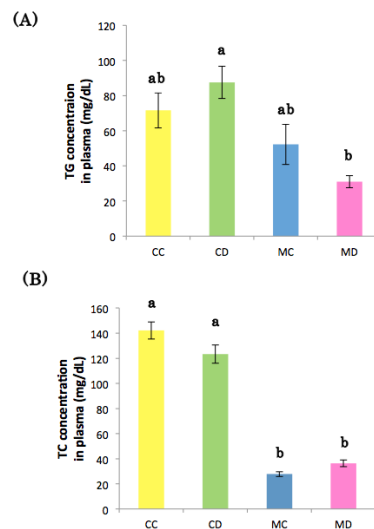 (A)
TG concentraion
in plasma (mg/dL)
120
100
80
60
40
20
0
ab
a
ab
b
CC CD MC MD
(B)
TC concentration
in plasma (mg/dL)
160
140
120
100
80
60
40
20
0
a
a
b
b
CC CD MC MD